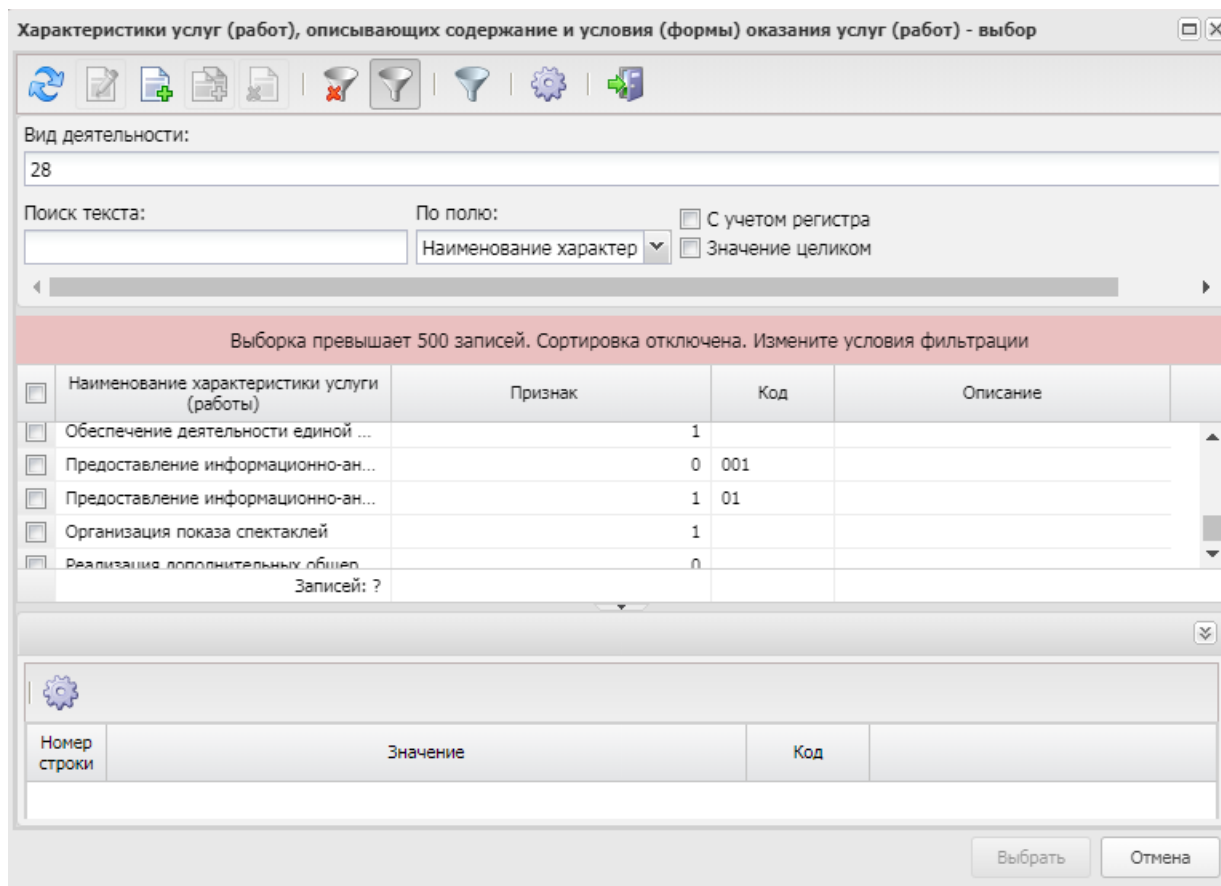 Характеристики услуг (работ), описывающих содержание и условия (формы) оказания услуг (работ) - выбор
Вид деятельности:
28
Поиск текста:
По полю:
С учетом регистра
Наименование характер
Значение целиком
Выборка превышает 500 записей. Сортировка отключена. Измените условия фильтрации
Наименование характеристики услуги (работы) Признак Код Описание
Обеспечение деятельности единой ... 1
Предоставление информационно-ан... 0 001
Предоставление информационно-ан... 1 01
Организация показа спектаклей 1
Реализация дополнительных общер 0
Записей: ?
Номер строки Значение Код
Выбрать Отмена